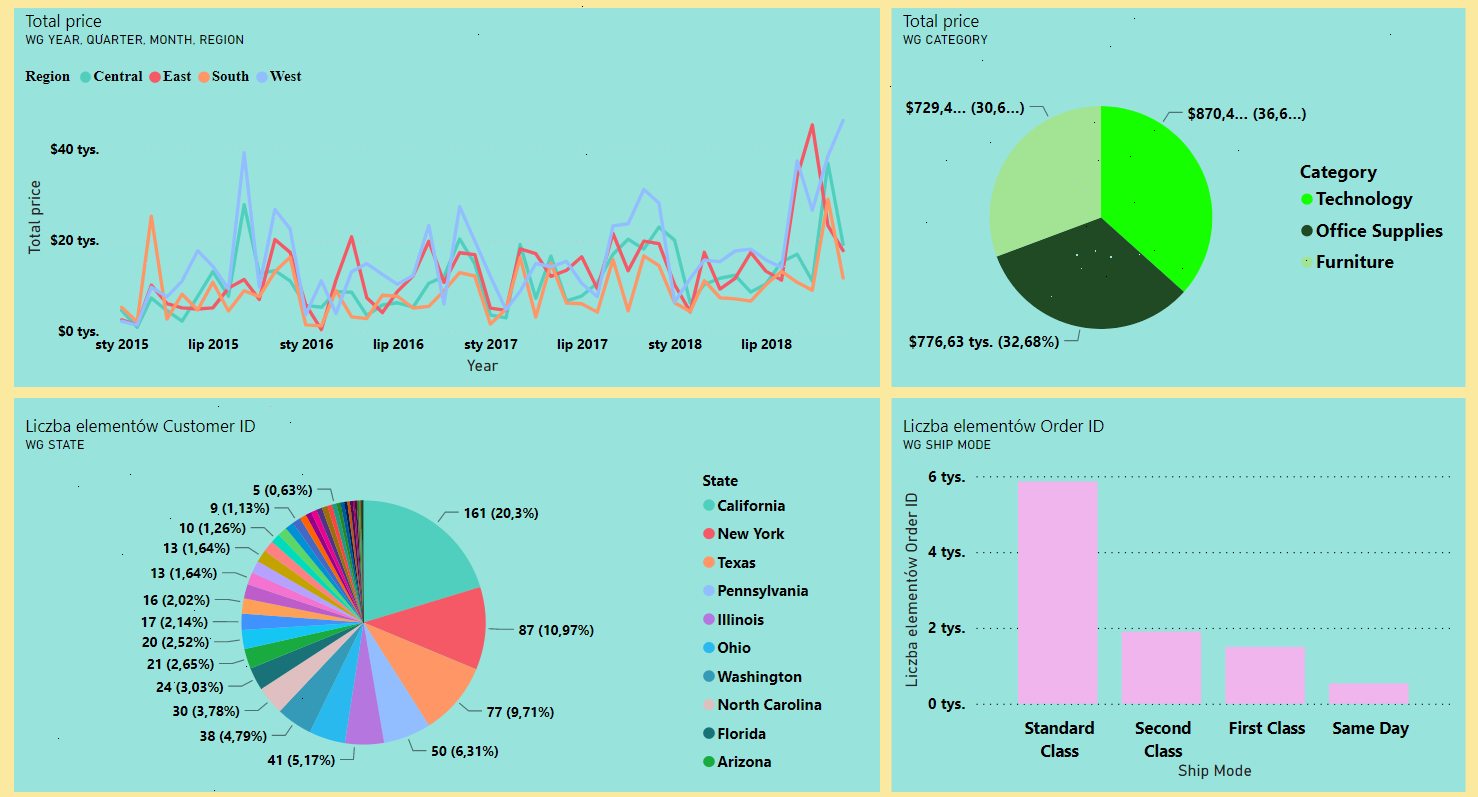 Total price
WG YEAR, QUARTER, MONTH, REGION
Region Central East South West
$40 tys.
$20 tys.
$0 tys.
Total price
sty 2015 lip 2015 sty 2016 lip 2016 sty 2017 lip 2017 sty 2018 lip 2018
Year
Total price
WG CATEGORY
$729,4... (30,6...)
$870,4... (36,6...)
$776,63 tys. (32,68%)
Category
Technology
Office Supplies
Furniture
Liczba elementów Customer ID
WG STATE
5 (0,63%)
9 (1,13%)
10 (1,26%)
13 (1,64%)
13 (1,64%)
16 (2,02%)
17 (2,14%)
20 (2,52%)
21 (2,65%)
24 (3,03%)
30 (3,78%)
38 (4,79%)
41 (5,17%)
50 (6,31%)
77 (9,71%)
87 (10,97%)
161 (20,3%)
State
California
New York
Texas
Pennsylvania
Illinois
Ohio
Washington
North Carolina
Florida
Arizona
Liczba elementów Order ID
WG SHIP MODE
6 tys.
4 tys.
2 tys.
0 tys.
Liczba elementów Order ID
Standard Class
Second Class
First Class
Same Day
Ship Mode